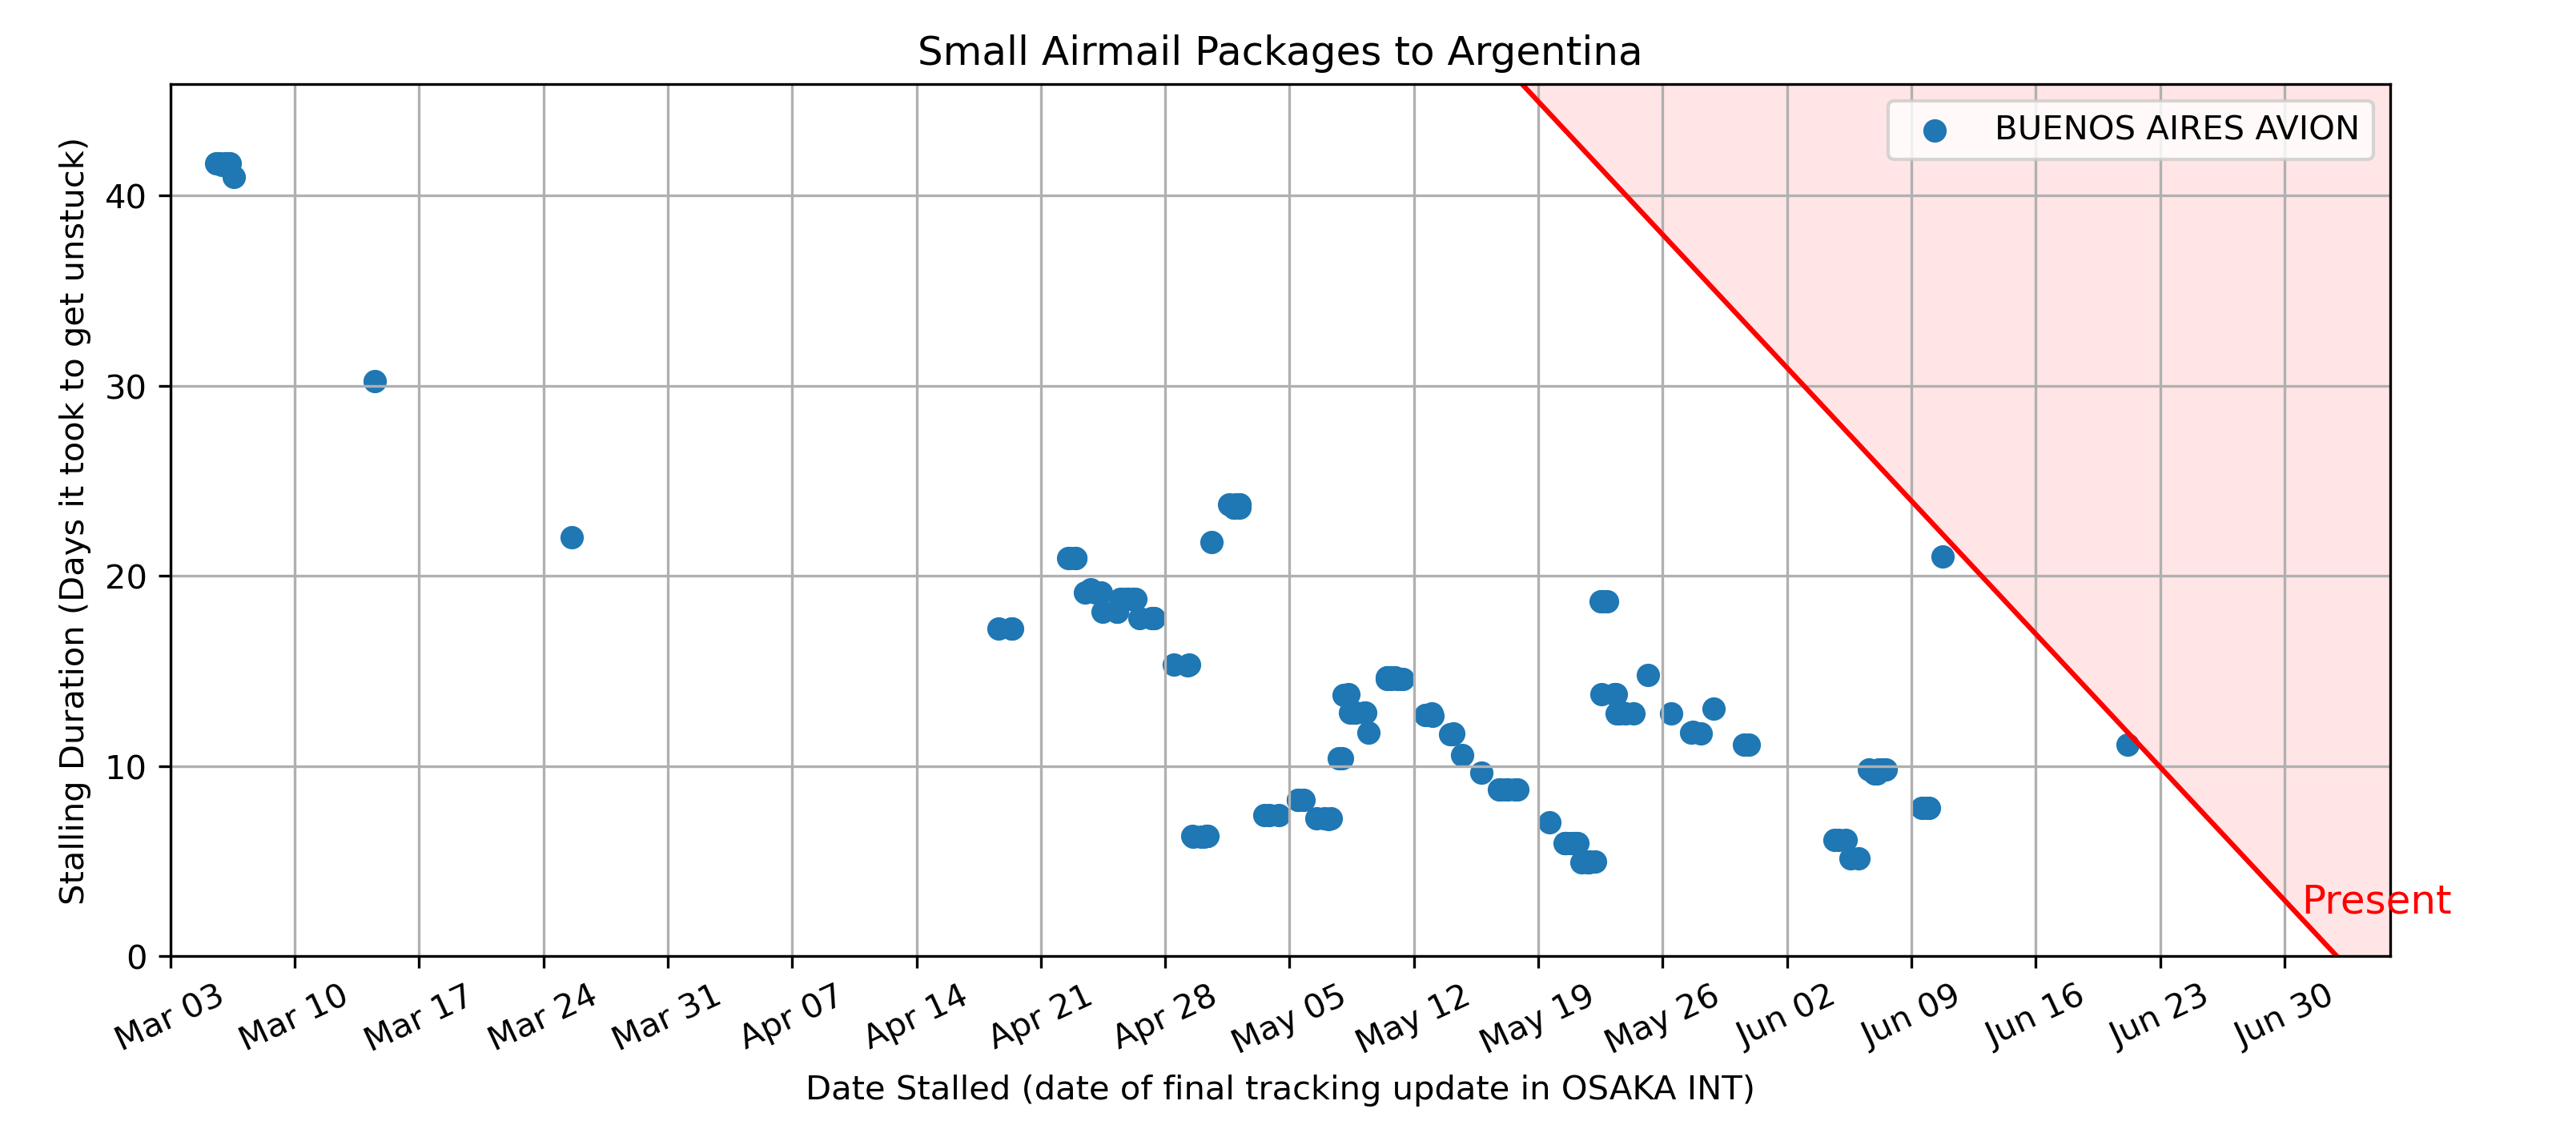 Small Airmail Packages to Argentina
BUENOS AIRES AVION
Stalling Duration (Days it took to get unstuck)
40
30
20
10
0
Present
Mar 03 Mar 10 Mar 17 Mar 24 Mar 31 Apr 07 Apr 14 Apr 21 Apr 28 May 05 May 12 May 19 May 26 Jun 02 Jun 09 Jun 16 Jun 23 Jun 30
Date Stalled (date of final tracking update in OSAKA INT)